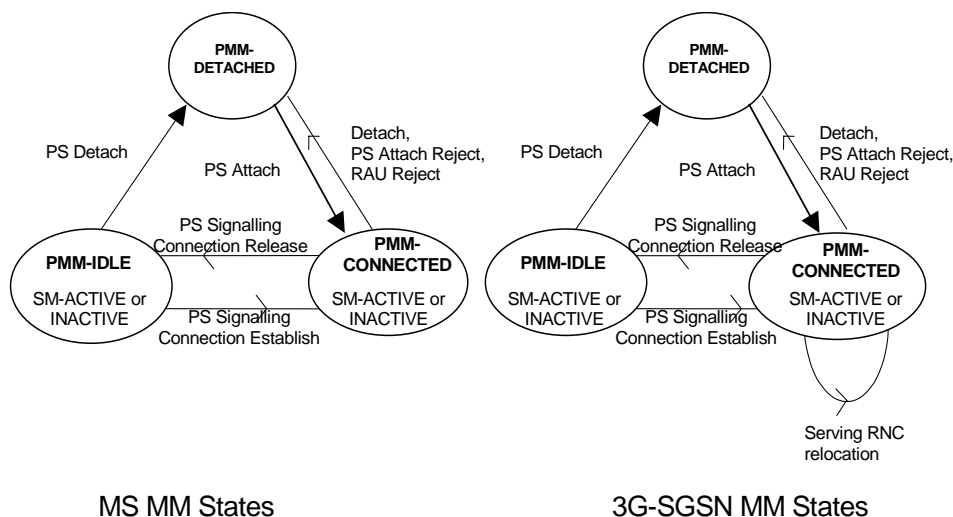 PMM-
DETACHED
PS Detach
PS Attach
Detach,
PS Attach Reject,
RAU Reject
PS Signalling
Connection Release
PMM-IDLE
SM-ACTIVE or
INACTIVE
PMM-
CONNECTED
SM-ACTIVE or
INACTIVE
PS Signalling
Connection Establish
MS MM States
PMM-
DETACHED
PS Detach
PS Attach
Detach,
PS Attach Reject,
RAU Reject
PS Signalling
Connection Release
PMM-IDLE
SM-ACTIVE or
INACTIVE
PMM-
CONNECTED
SM-ACTIVE or
INACTIVE
PS Signalling
Connection Establish
Serving RNC
relocation
3G-SGSN MM States